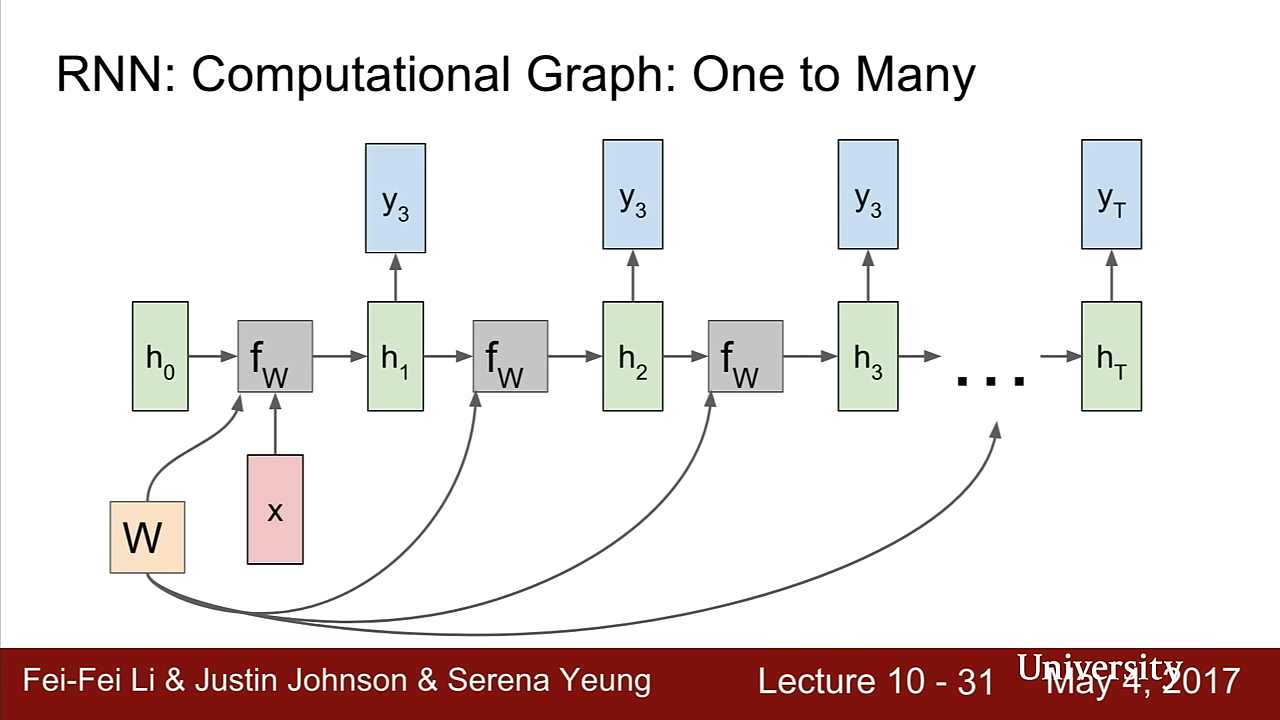 RNN: Computational Graph: One to Many
y3 y3 y3 yT
h0 fW h1 fW h2 fW h3 ... hT
W x
Fei-Fei Li & Justin Johnson & Serena Yeung Lecture 10 - 31 May 4, 2017
University